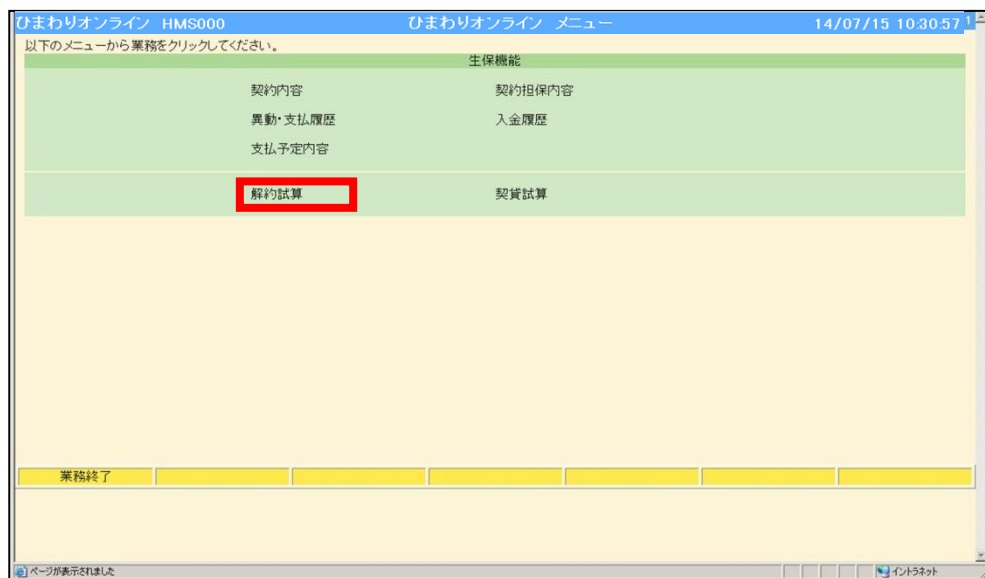 ひまわりオンライン HMS000 ひまわりオンライン メニュー 14/07/15 10:30:57 1
以下のメニューから業務をクリックしてください。
生保機能
契約内容 契約担保内容
異動・支払履歴 入金履歴
支払予定内容
解約試算 契貸試算
業務終了
ページが表示されました イントラネット